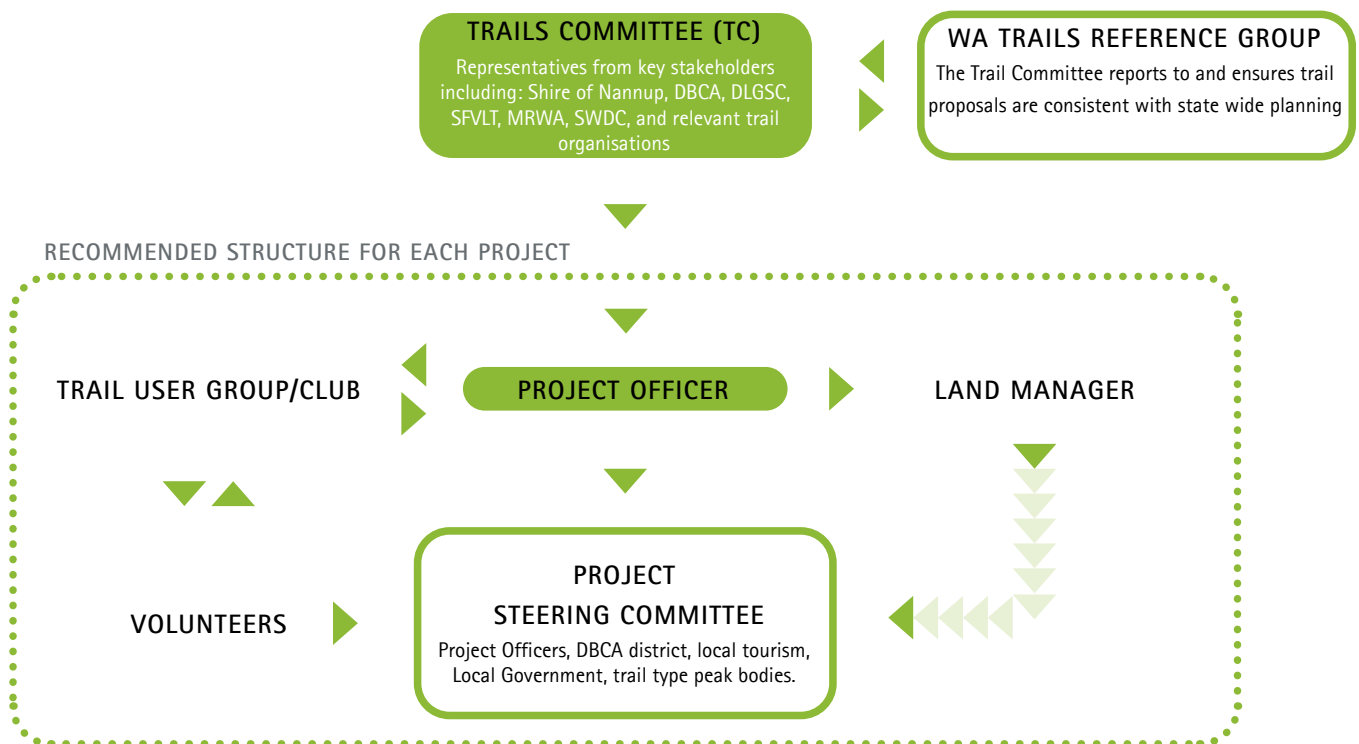 TRAILS COMMITTEE (TC)
Representatives from key stakeholders
including: Shire of Nannup, DBCA, DLGSC,
SFVLT, MRWA, SWDC, and relevant trail
organisations
WA TRAILS REFERENCE GROUP
The Trail Committee reports to and ensures trail
proposals are consistent with state wide planning
RECOMMENDED STRUCTURE FOR EACH PROJECT
TRAIL USER GROUP/CLUB
PROJECT OFFICER
LAND MANAGER
VOLUNTEERS
PROJECT
STEERING COMMITTEE
Project Officers, DBCA district, local tourism,
Local Government, trail type peak bodies.